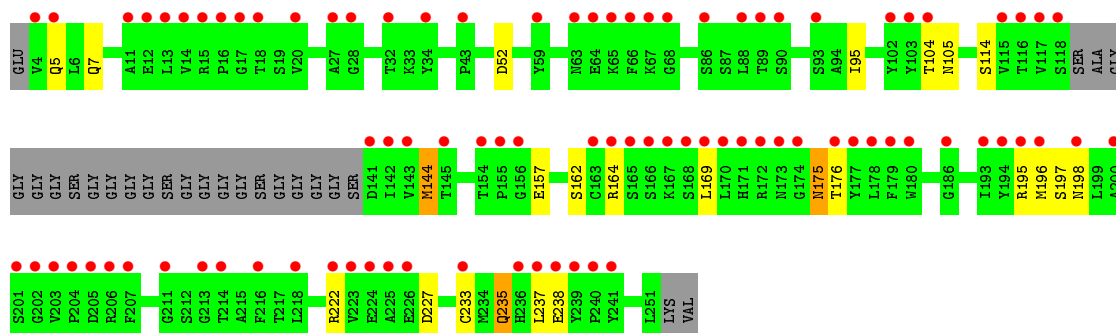 GLU V4 Q5 L6 Q7 A11 E12 L13 V14 R15 P16 G17 T18 S19 V20 A27 G28 T32 K33 Y34 P43 D52 Y59 N63 E64 K65 F66 K67 G68 S86 S87 L88 T89 S90 S93 A94 I95 Y102 Y103 T104 N105 S114 V115 T116 V117 S118 SER ALA GLY
GLY GLY GLY SER GLY GLY GLY GLY SER GLY GLY GLY GLY SER GLY GLY GLY GLY SER D141 I142 V143 M144 T145 T154 P155 G156 E157 S162 C163 R164 S165 S166 K167 S168 L169 L170 H171 R172 N173 G174 N175 T176 Y177 L178 F179 W180 G186 I193 Y194 R195 M196 S197 N198 L199 A200
S201 G202 V203 P204 D205 R206 F207 G211 S212 G213 T214 A215 F216 T217 L218 R222 V223 E224 A225 E226 D227 C233 M234 Q235 H236 L237 E238 Y239 P240 Y241 L251 LYS VAL